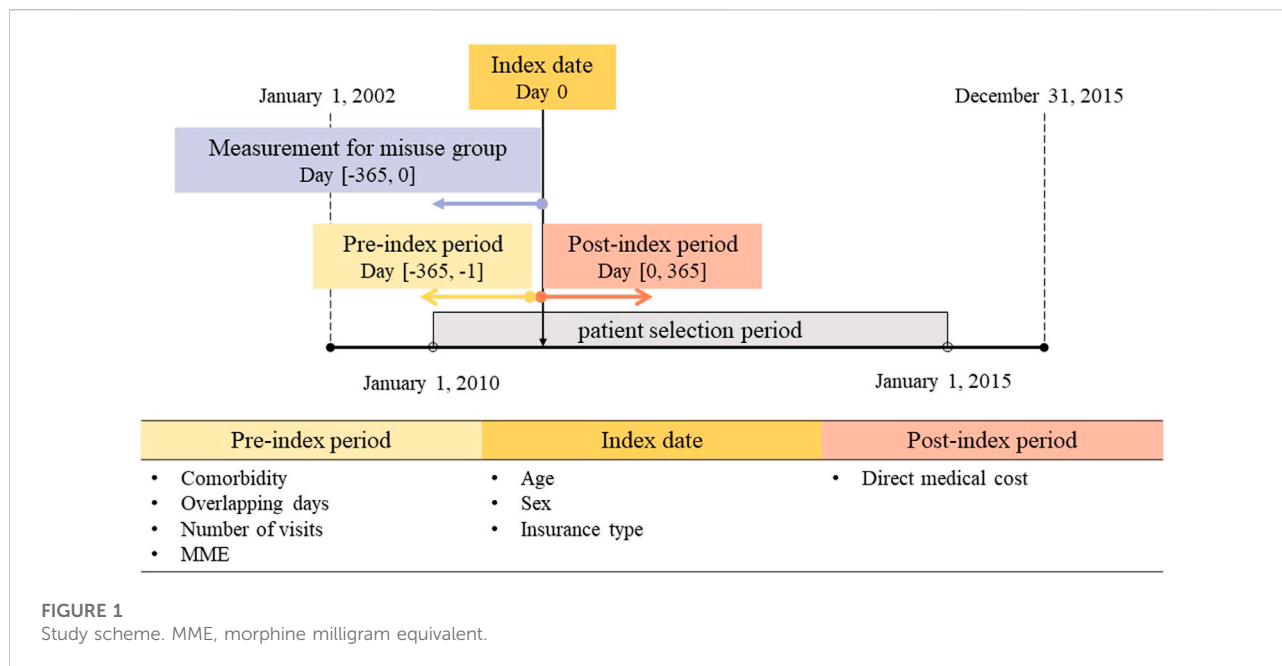 Index date
Day 0
January 1, 2002
December 31, 2015
Measurement for misuse group
Day [-365, 0]
Pre-index period
Day [-365, -1]
Post-index period
Day [0, 365]
patient selection period
January 1, 2010
January 1, 2015
Pre-index period
Index date
Post-index period
• Comorbidity
• Overlapping days
• Number of visits
• MME
• Age
• Sex
• Insurance type
• Direct medical cost
FIGURE 1
Study scheme. MME, morphine milligram equivalent.